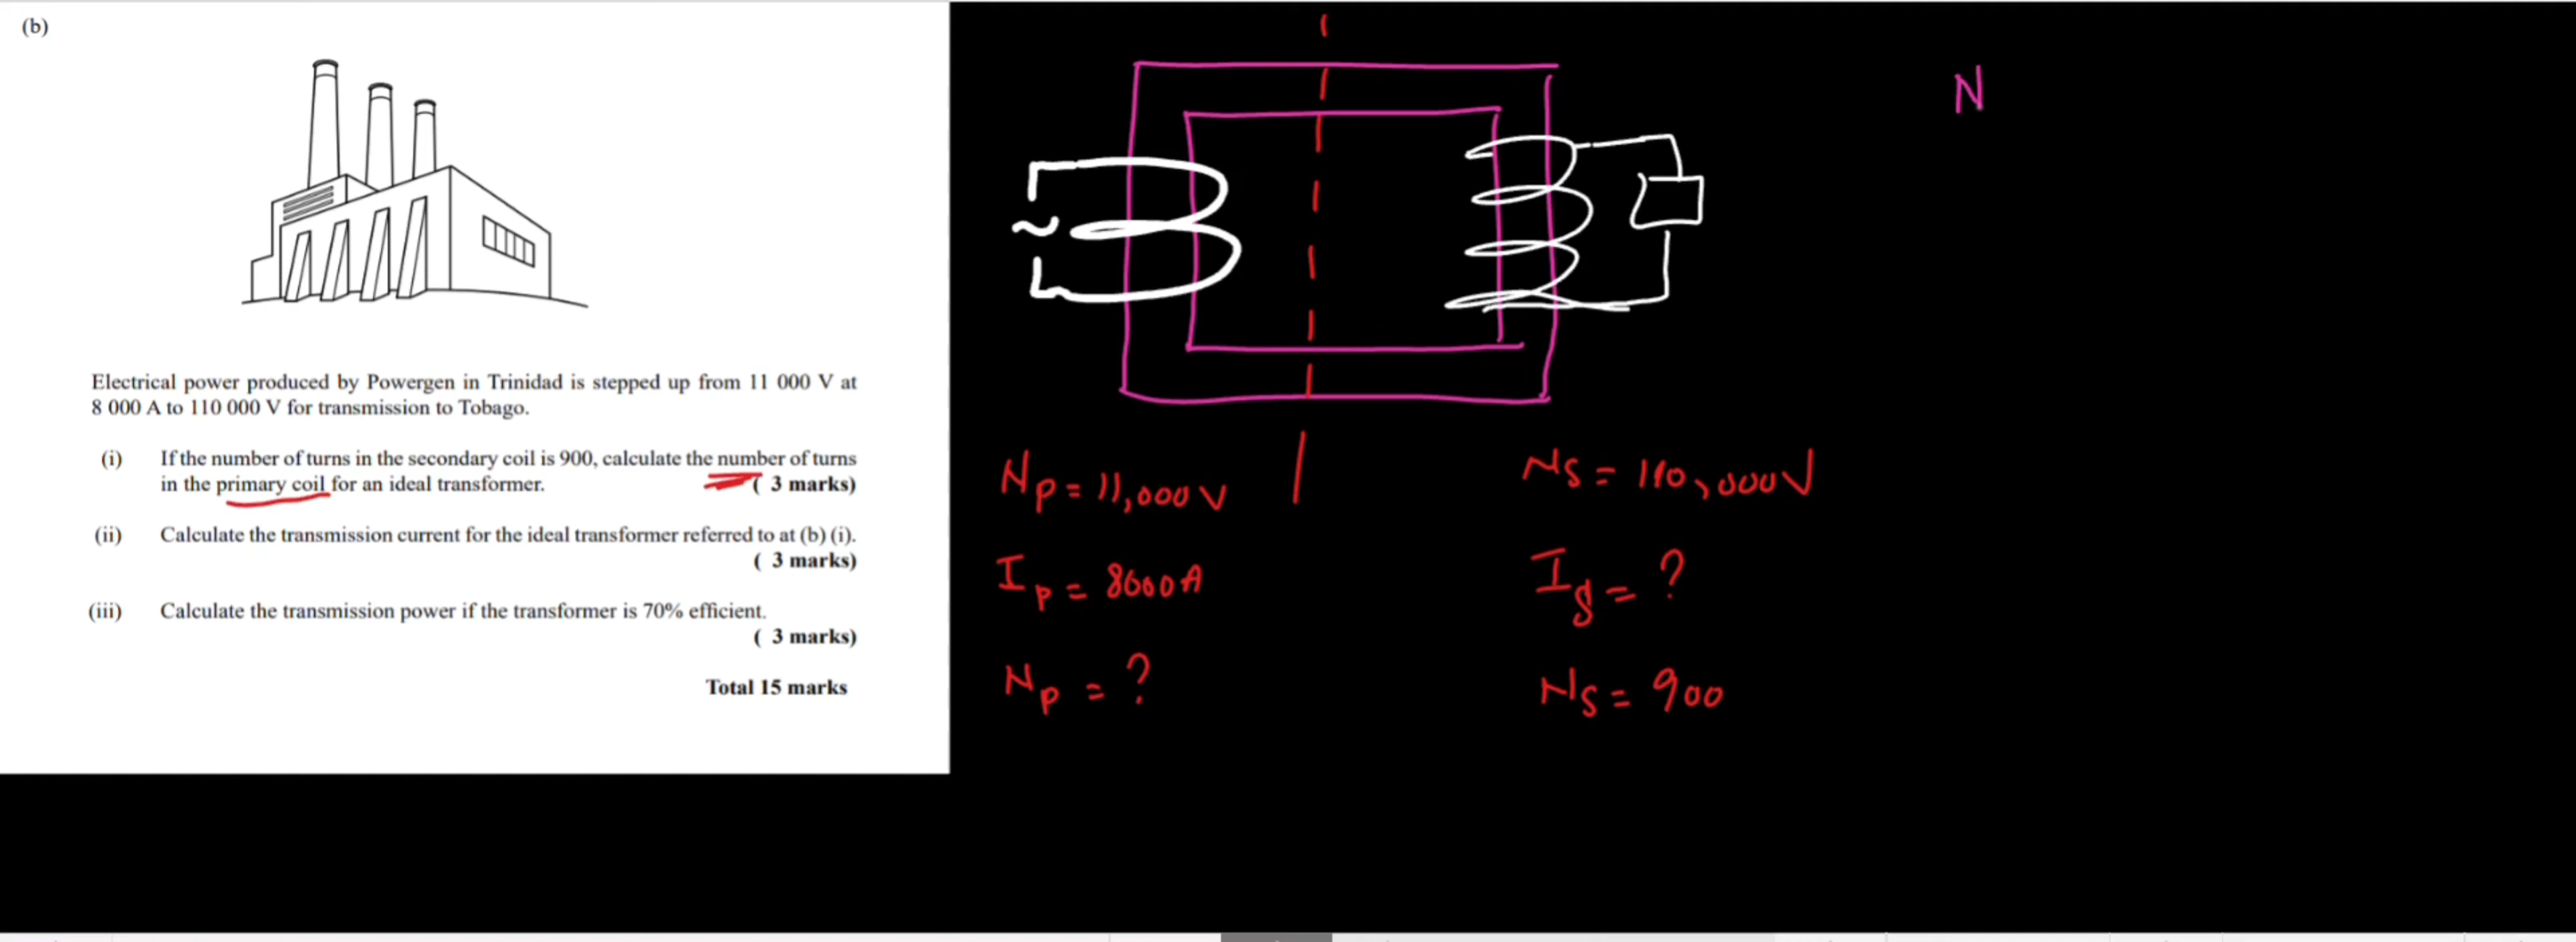 (b)
Electrical power produced by Powergen in Trinidad is stepped up from 11 000 V at
8 000 A to 110 000 V for transmission to Tobago.
(i) If the number of turns in the secondary coil is 900, calculate the number of turns
in the primary coil for an ideal transformer. ( 3 marks)
(ii) Calculate the transmission current for the ideal transformer referred to at (b) (i).
( 3 marks)
(iii) Calculate the transmission power if the transformer is 70% efficient.
( 3 marks)
Total 15 marks
N
~
Np = 11,000 V
Ns = 110,000V
Ip = 8000A
Is = ?
Np = ?
Ns = 900